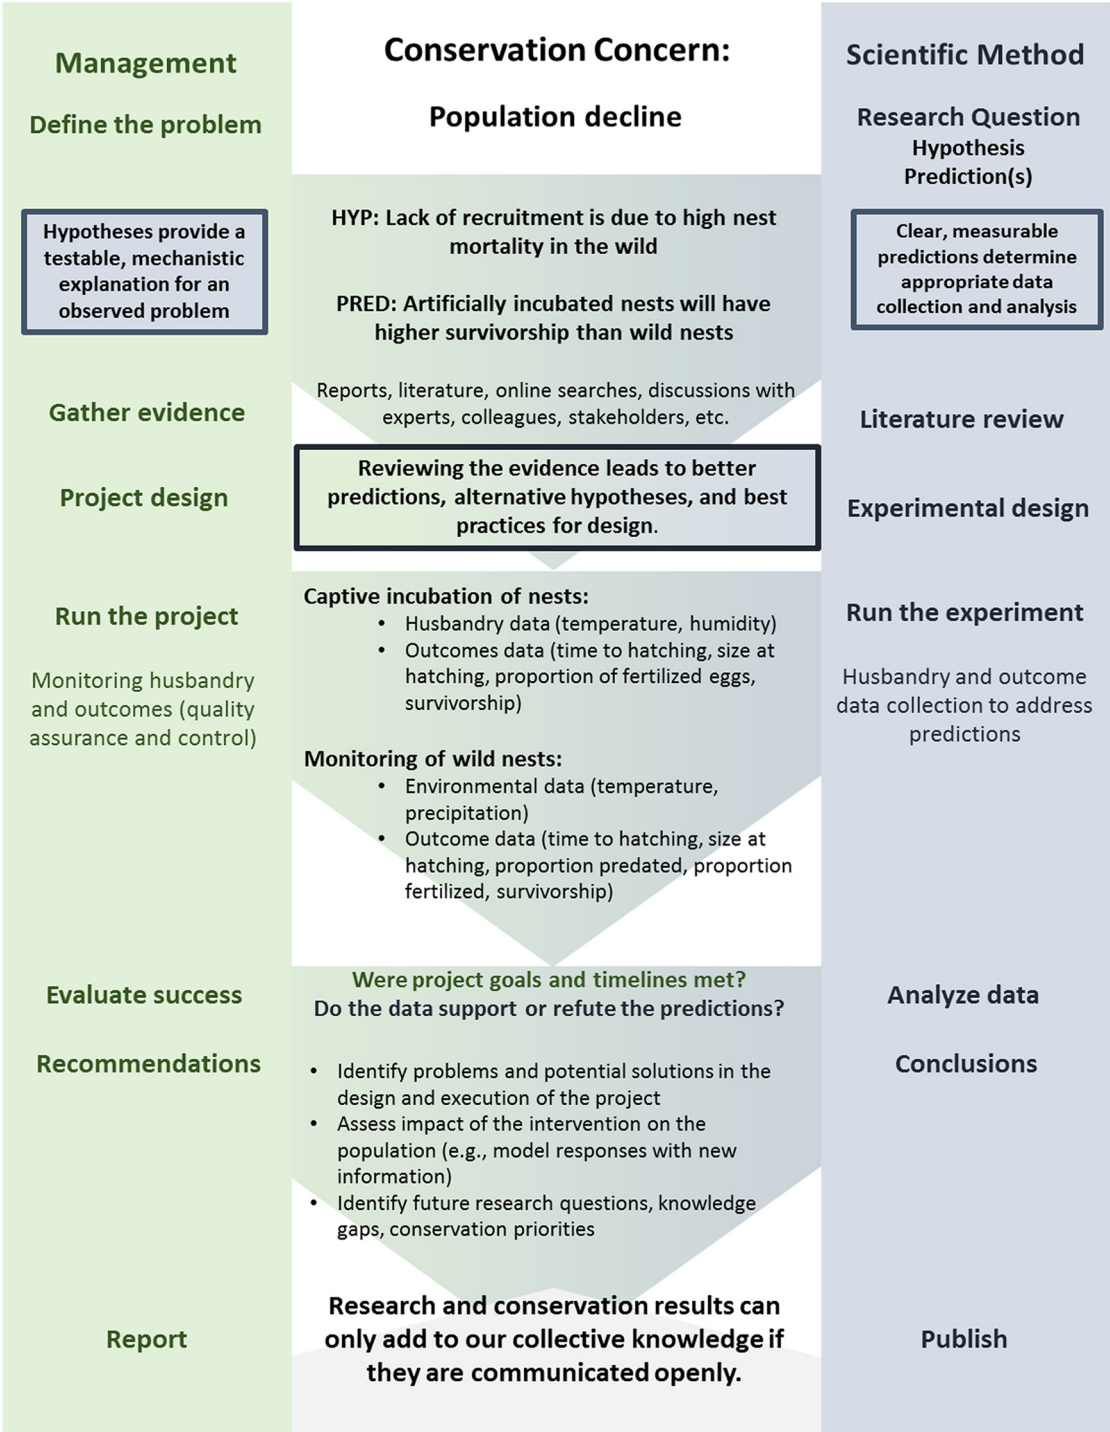 Management
Conservation Concern:
Scientific Method
Define the problem
Population decline
Research Question
Hypothesis
Prediction(s)
Hypotheses provide a
testable, mechanistic
explanation for an
observed problem
HYP: Lack of recruitment is due to high nest
mortality in the wild
PRED: Artificially incubated nests will have
higher survivorship than wild nests
Clear, measurable
predictions determine
appropriate data
collection and analysis
Gather evidence
Reports, literature, online searches, discussions with
experts, colleagues, stakeholders, etc.
Literature review
Project design
Reviewing the evidence leads to better
predictions, alternative hypotheses, and best
practices for design.
Experimental design
Run the project
Monitoring husbandry
and outcomes (quality
assurance and control)
Captive incubation of nests:
• Husbandry data (temperature, humidity)
• Outcomes data (time to hatching, size at
hatching, proportion of fertilized eggs,
survivorship)
Monitoring of wild nests:
• Environmental data (temperature,
precipitation)
• Outcome data (time to hatching, size at
hatching, proportion predated, proportion
fertilized, survivorship)
Run the experiment
Husbandry and outcome
data collection to address
predictions
Evaluate success
Were project goals and timelines met?
Do the data support or refute the predictions?
Analyze data
Recommendations
• Identify problems and potential solutions in the
design and execution of the project
• Assess impact of the intervention on the
population (e.g., model responses with new
information)
• Identify future research questions, knowledge
gaps, conservation priorities
Conclusions
Report
Research and conservation results can
only add to our collective knowledge if
they are communicated openly.
Publish